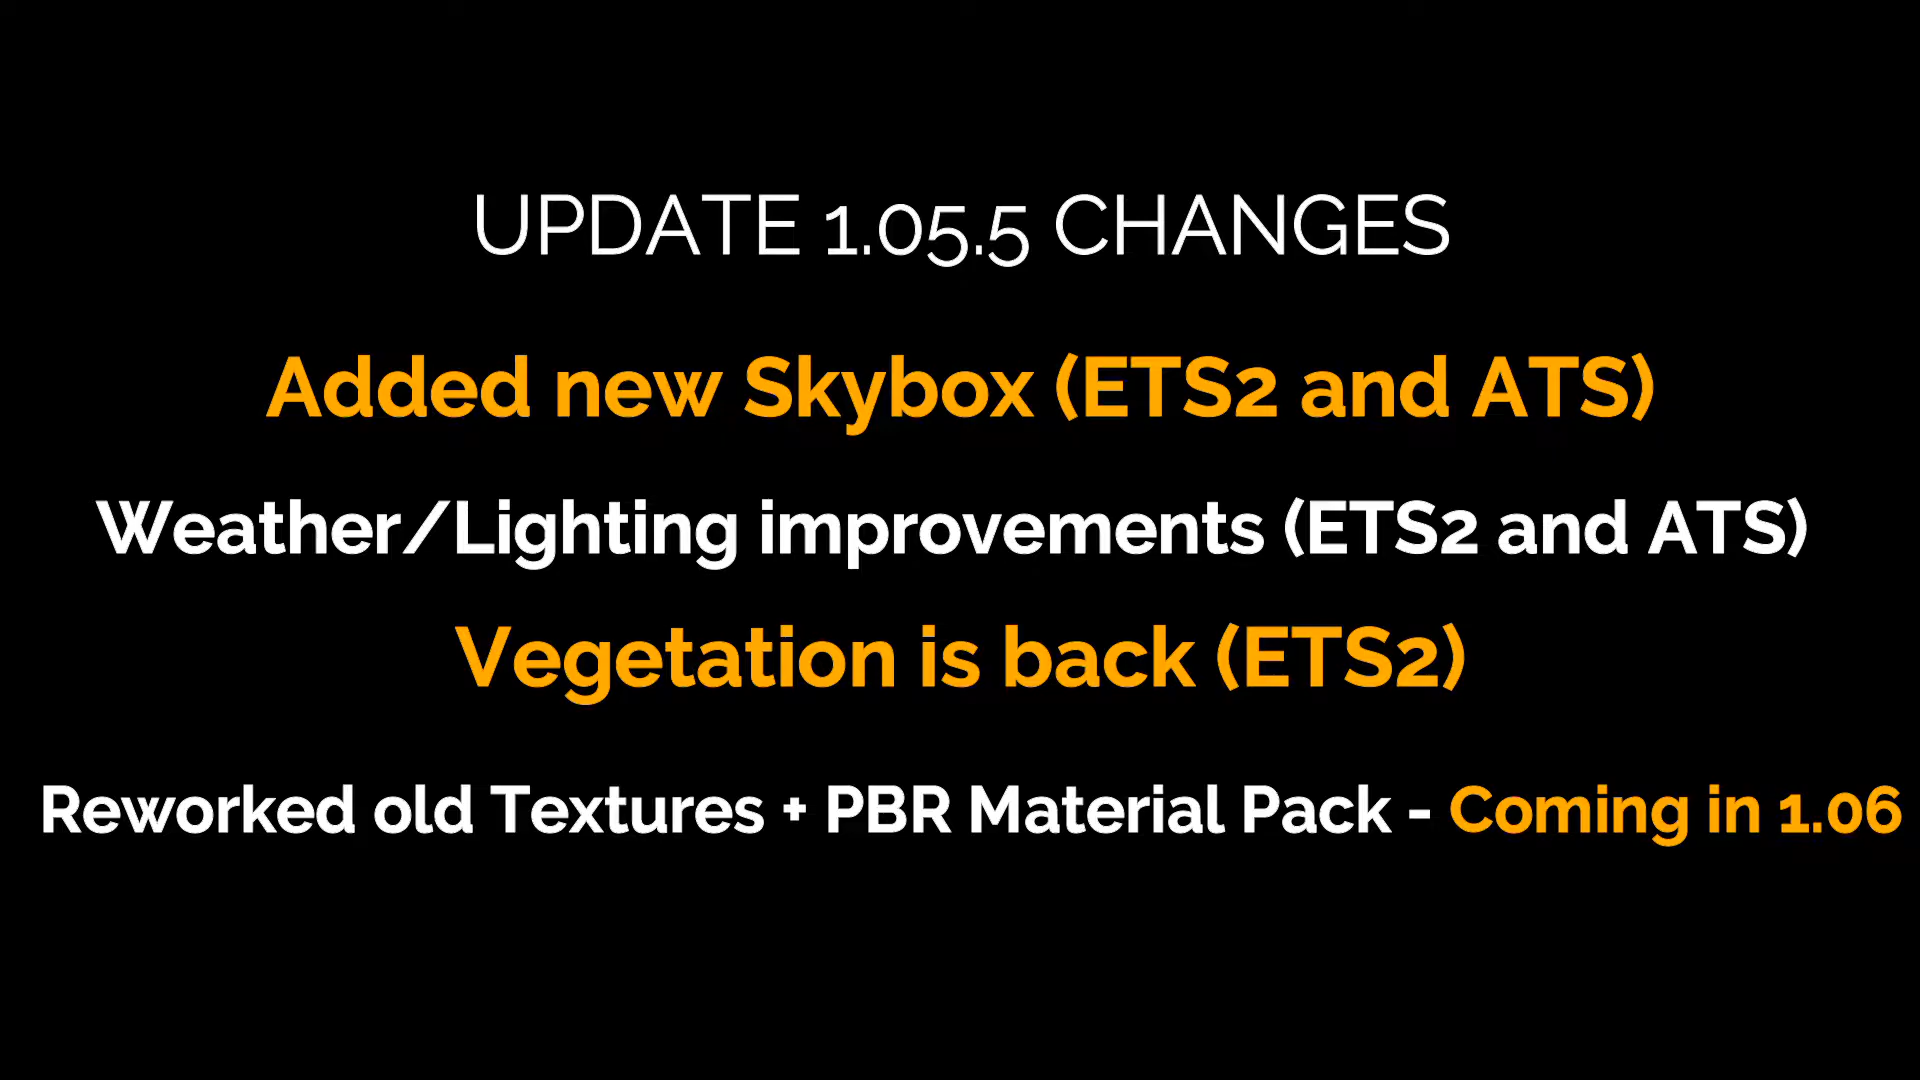 UPDATE 1.05.5 CHANGES
Added new Skybox (ETS2 and ATS)
Weather/Lighting improvements (ETS2 and ATS)
Vegetation is back (ETS2)
Reworked old Textures + PBR Material Pack - Coming in 1.06